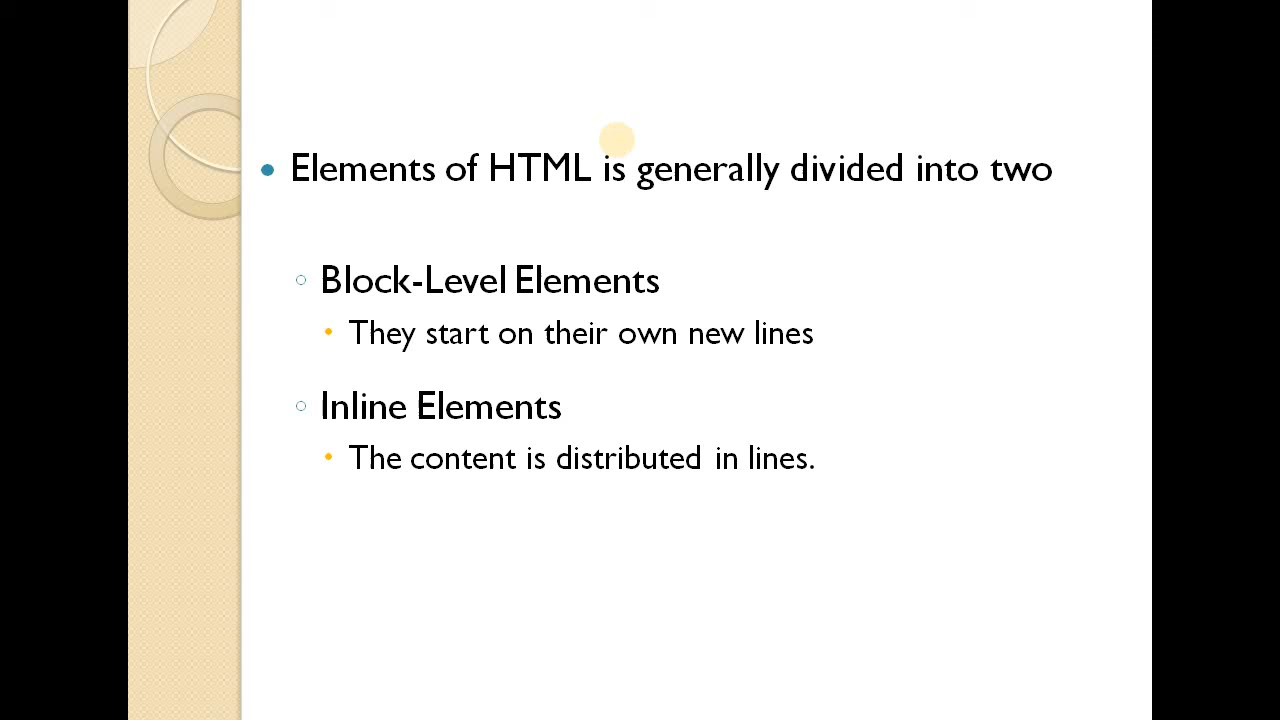 Elements of HTML is generally divided into two
Block-Level Elements
They start on their own new lines
Inline Elements
The content is distributed in lines.